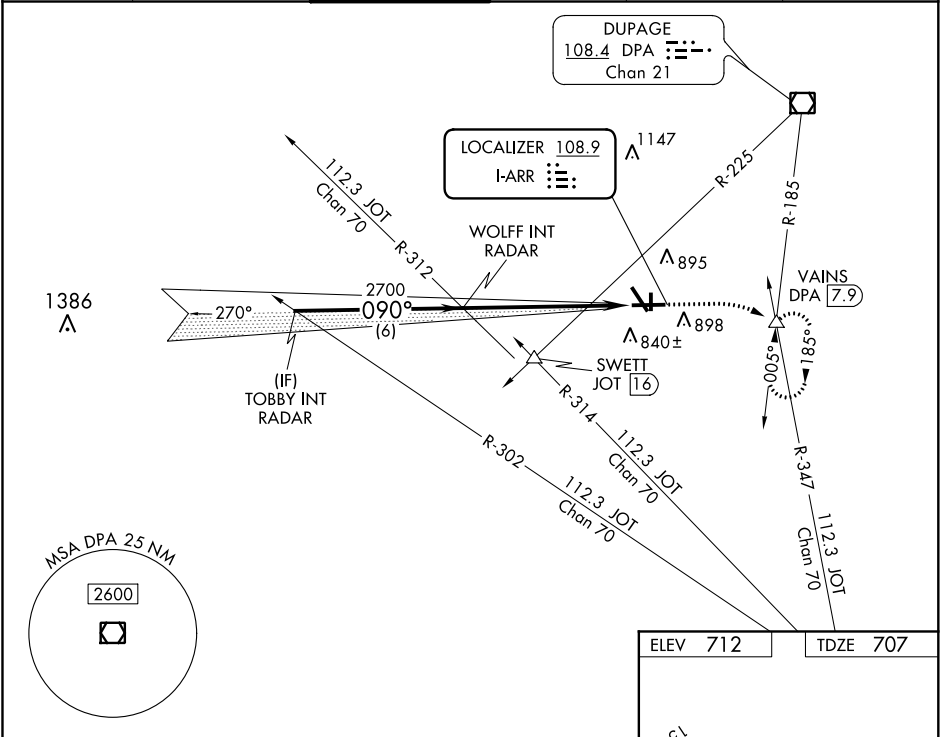 DUPAGE
108.4 DPA
Chan 21
LOCALIZER 108.9
I-ARR
1147
R-225
R-185
112.3 JOT
Chan 70
R-312
WOLFF INT
RADAR
895
VAINS
DPA 7.9
1386
270°
2700
090°
(6)
898
840±
005°
185°
SWETT
JOT 16
(IF)
TOBBY INT
RADAR
R-314
112.3 JOT
Chan 70
R-302
112.3 JOT
Chan 70
R-347
112.3 JOT
Chan 70
MSA DPA 25 NM
2600
ELEV 712
TDZE 707